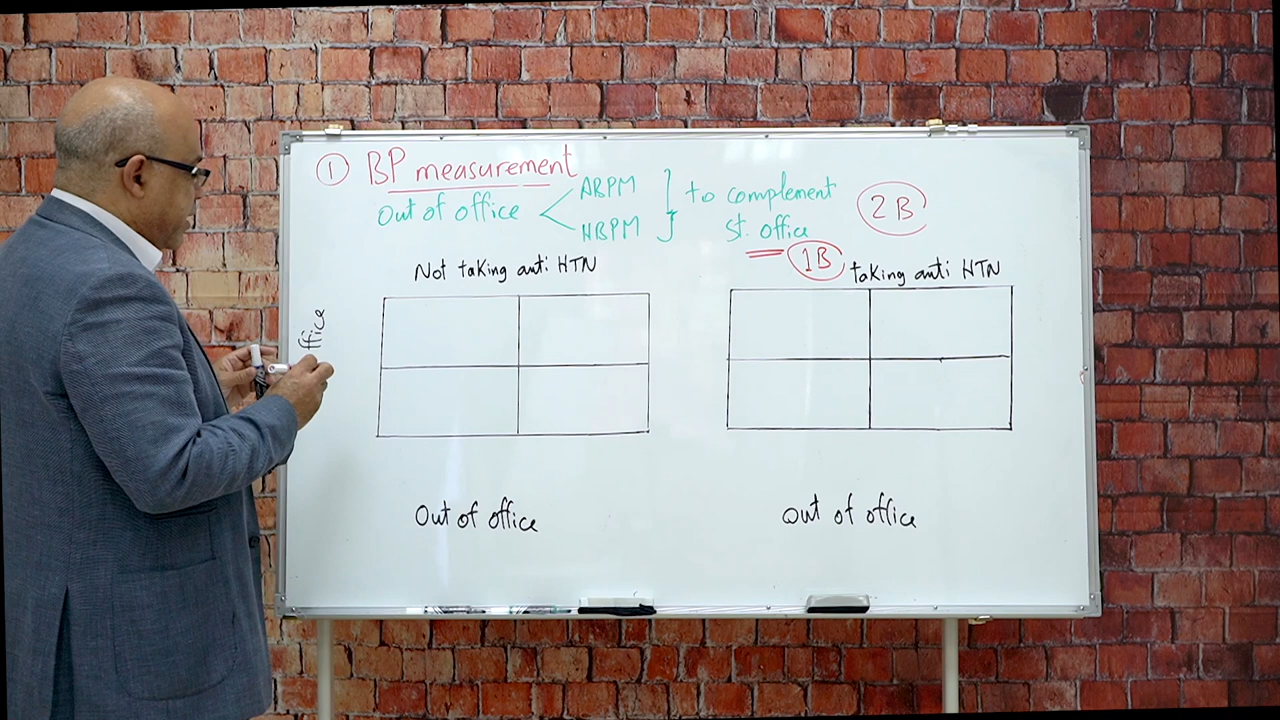 ① BP measurement
Out of office < ABPM HBPM } to complement St. office
2B
1B
Not taking anti HTN
taking anti HTN
ffice
Out of office
Out of office